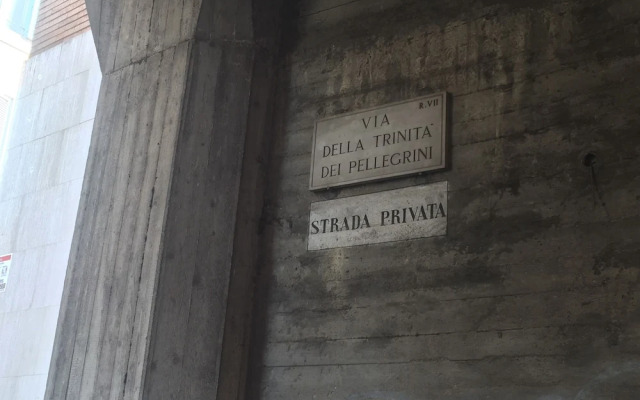 R. VII
VIA
DELLA TRINITA'
DEI PELLEGRINI
STRADA PRIVATA